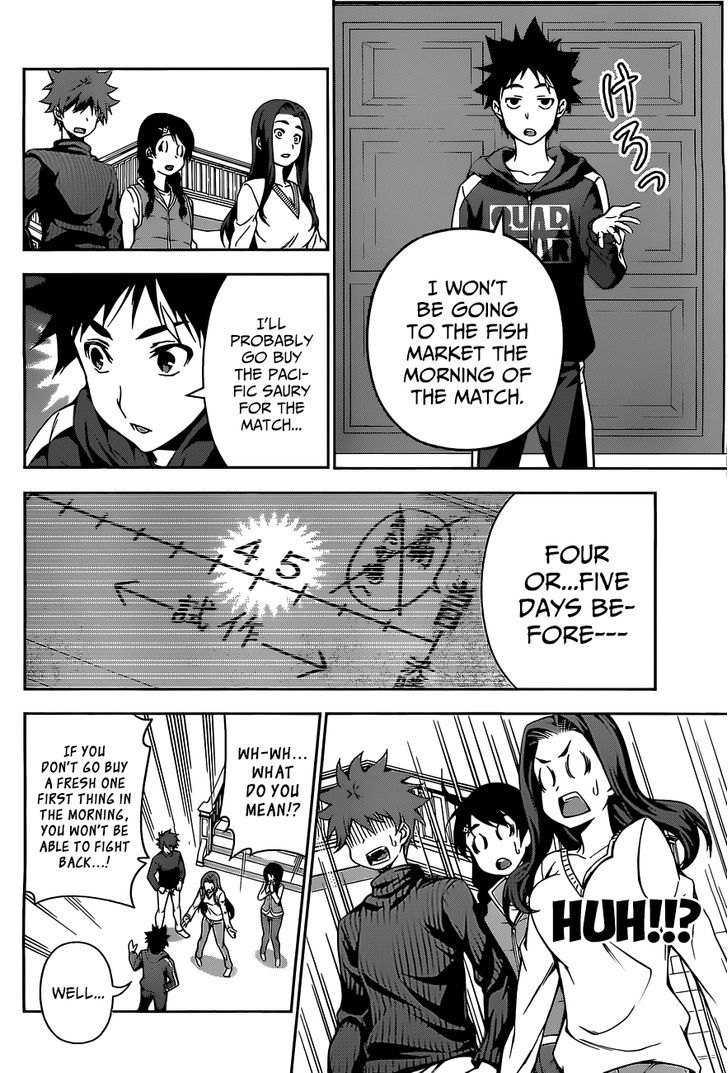 けろっ
QUAD
I WON'T
BE GOING
TO THE FISH
MARKET THE
MORNING OF
THE MATCH.
I'LL
PROBABLY
GO BUY
THE PACI-
FIC SAURY
FOR THE
MATCH...
FOUR
OR...FIVE
DAYS BE-
FORE---
4 5
試作
WH-WH...
WHAT
DO YOU
MEAN!?
IF YOU
DON'T GO BUY
A FRESH ONE
FIRST THING IN
THE MORNING,
YOU WON'T BE
ABLE TO FIGHT
BACK...!
WELL...
HUH!!!?